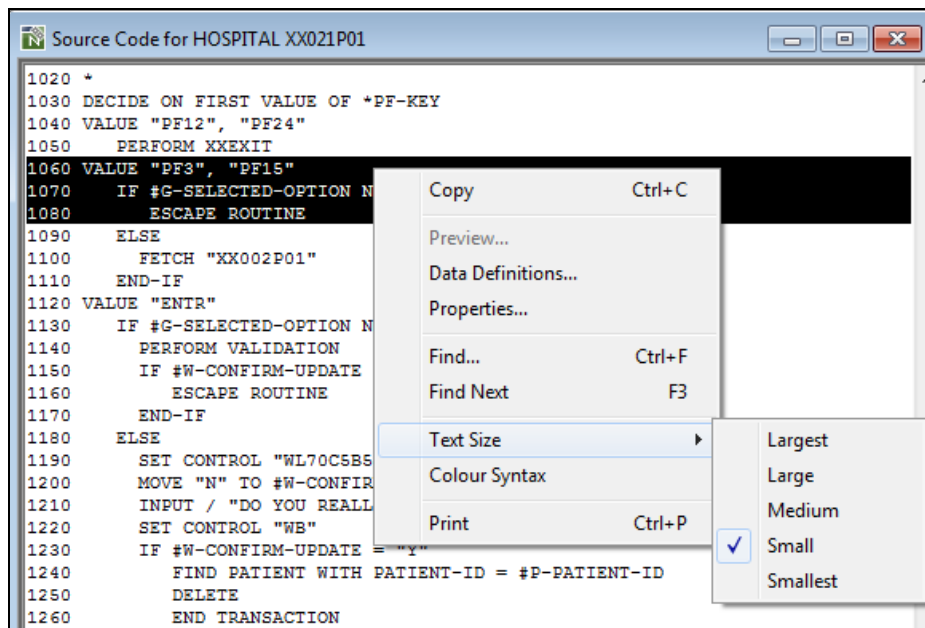 Source Code for HOSPITAL XX021P01
1020 *
1030 DECIDE ON FIRST VALUE OF *PF-KEY
1040 VALUE "PF12", "PF24"
1050 PERFORM XXEXIT
1060 VALUE "PF3", "PF15"
1070 IF #G-SELECTED-OPTION N
1080 ESCAPE ROUTINE
1090 ELSE
1100 FETCH "XX002P01"
1110 END-IF
1120 VALUE "ENTR"
1130 IF #G-SELECTED-OPTION N
1140 PERFORM VALIDATION
1150 IF #W-CONFIRM-UPDATE
1160 ESCAPE ROUTINE
1170 END-IF
1180 ELSE
1190 SET CONTROL "WL70C5B5
1200 MOVE "N" TO #W-CONFIR
1210 INPUT / "DO YOU REALL
1220 SET CONTROL "WB"
1230 IF #W-CONFIRM-UPDATE = "Y"
1240 FIND PATIENT WITH PATIENT-ID = #P-PATIENT-ID
1250 DELETE
1260 END TRANSACTION
Copy Ctrl+C
Preview...
Data Definitions...
Properties...
Find... Ctrl+F
Find Next F3
Text Size
Colour Syntax
Print Ctrl+P
Largest
Large
Medium
Small
Smallest